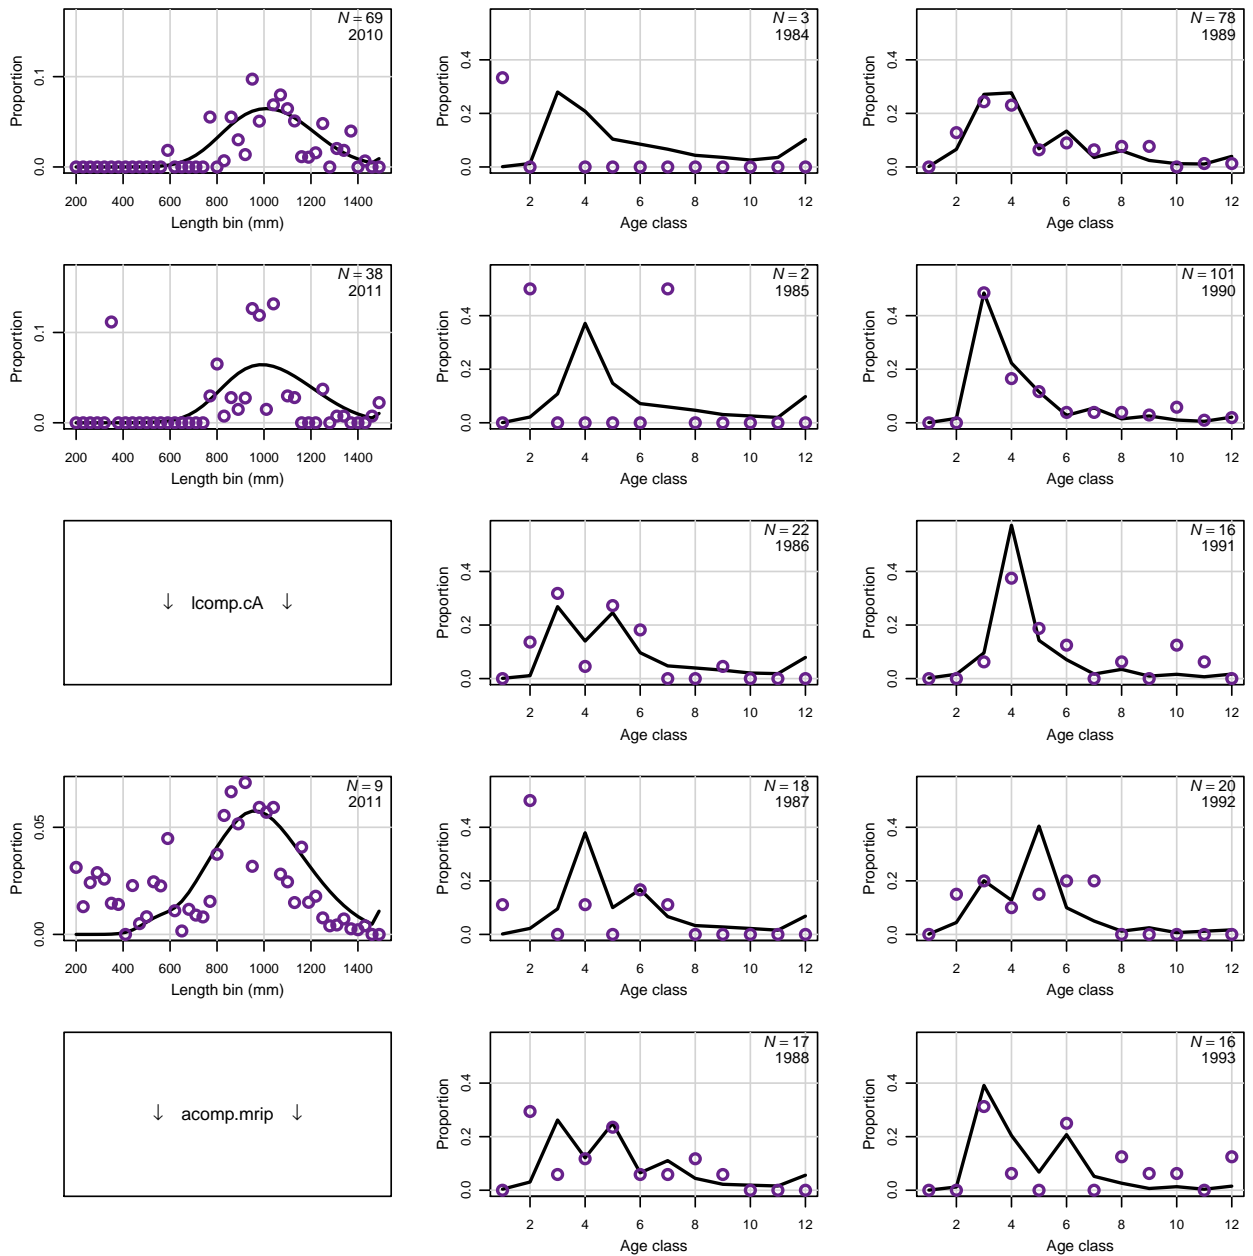 N = 69
2010
Proportion
0.0 0.1
200 400 600 800 1000 1200 1400
Length bin (mm)
N = 3
1984
Proportion
0.0 0.2 0.4
2 4 6 8 10 12
Age class
N = 78
1989
Proportion
0.0 0.2 0.4
2 4 6 8 10 12
Age class
N = 38
2011
Proportion
0.0 0.1
200 400 600 800 1000 1200 1400
Length bin (mm)
N = 2
1985
Proportion
0.0 0.2 0.4
2 4 6 8 10 12
Age class
N = 101
1990
Proportion
0.0 0.2 0.4
2 4 6 8 10 12
Age class
↓ lcomp.cA ↓
N = 22
1986
Proportion
0.0 0.2 0.4
2 4 6 8 10 12
Age class
N = 16
1991
Proportion
0.0 0.2 0.4
2 4 6 8 10 12
Age class
N = 9
2011
Proportion
0.00 0.05
200 400 600 800 1000 1200 1400
Length bin (mm)
N = 18
1987
Proportion
0.0 0.2 0.4
2 4 6 8 10 12
Age class
N = 20
1992
Proportion
0.0 0.2 0.4
2 4 6 8 10 12
Age class
↓ acomp.mrip ↓
N = 17
1988
Proportion
0.0 0.2 0.4
2 4 6 8 10 12
Age class
N = 16
1993
Proportion
0.0 0.2 0.4
2 4 6 8 10 12
Age class